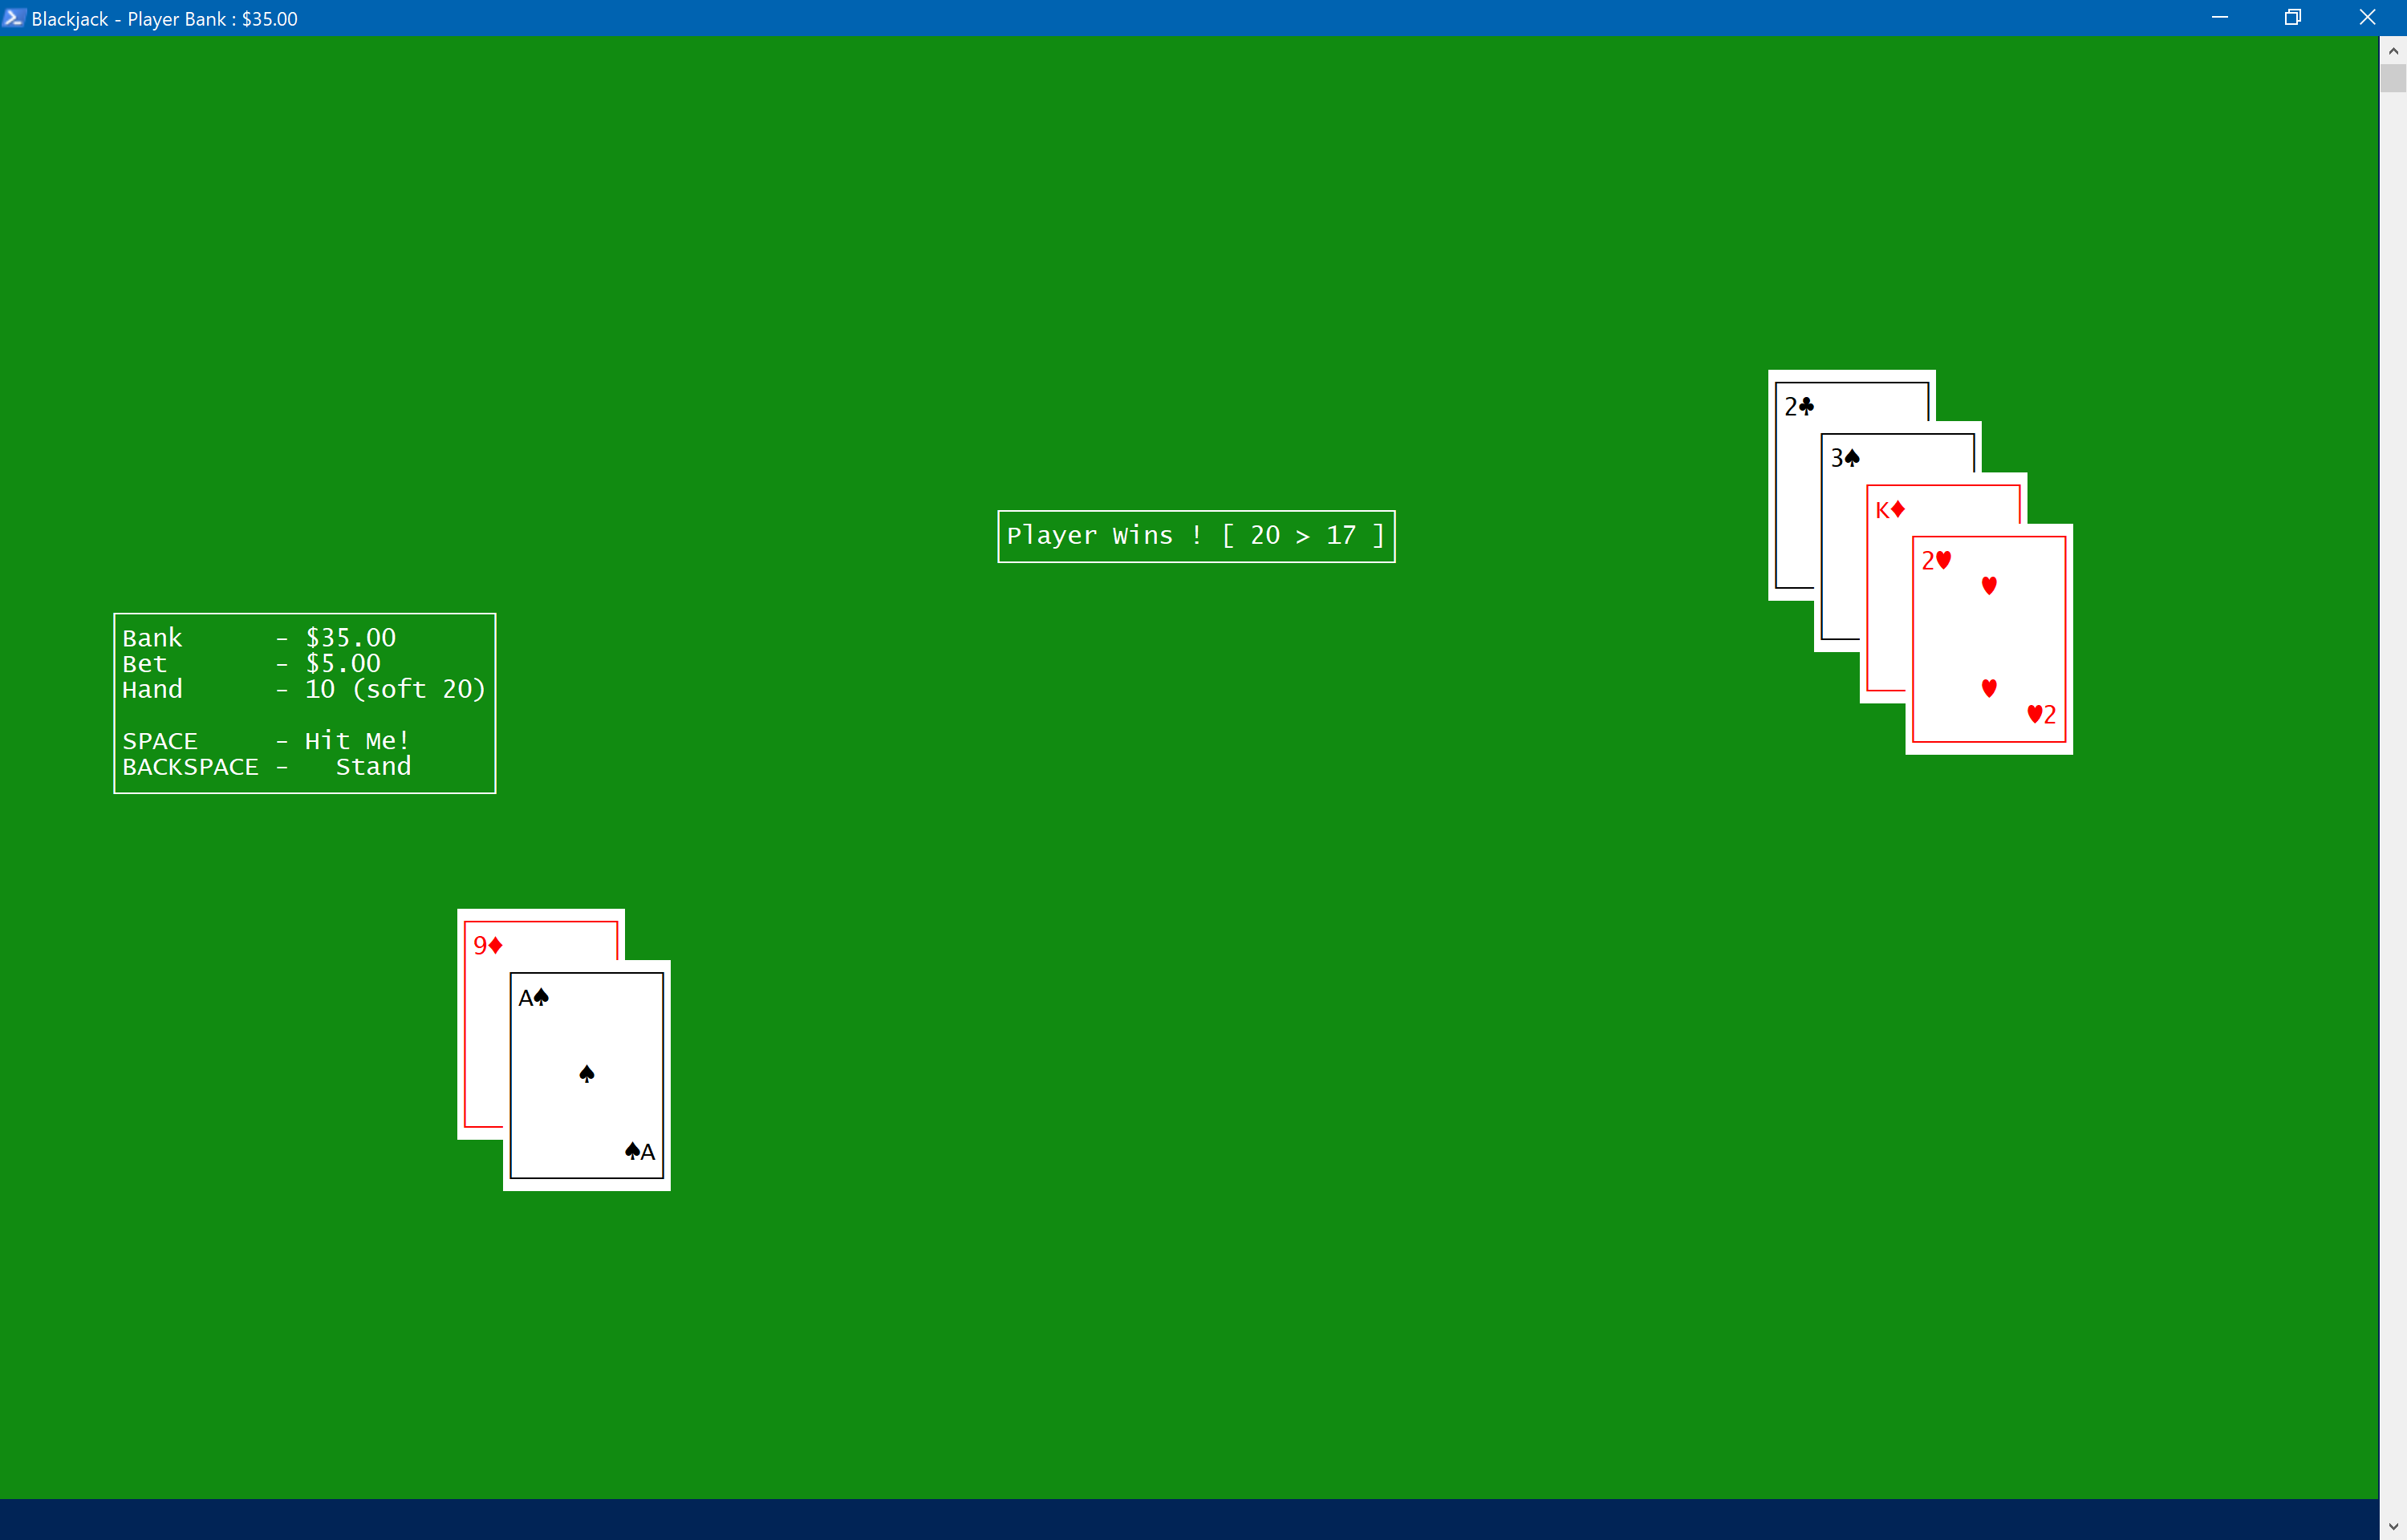 Blackjack - Player Bank : $35.00
2♣
3♠
K♦
Player Wins ! [ 20 > 17 ]
2♥
♥2
Bank      - $35.00
Bet       - $5.00
Hand      - 10 (soft 20)
SPACE     - Hit Me!
BACKSPACE -   Stand
9♦
A♠
♠A